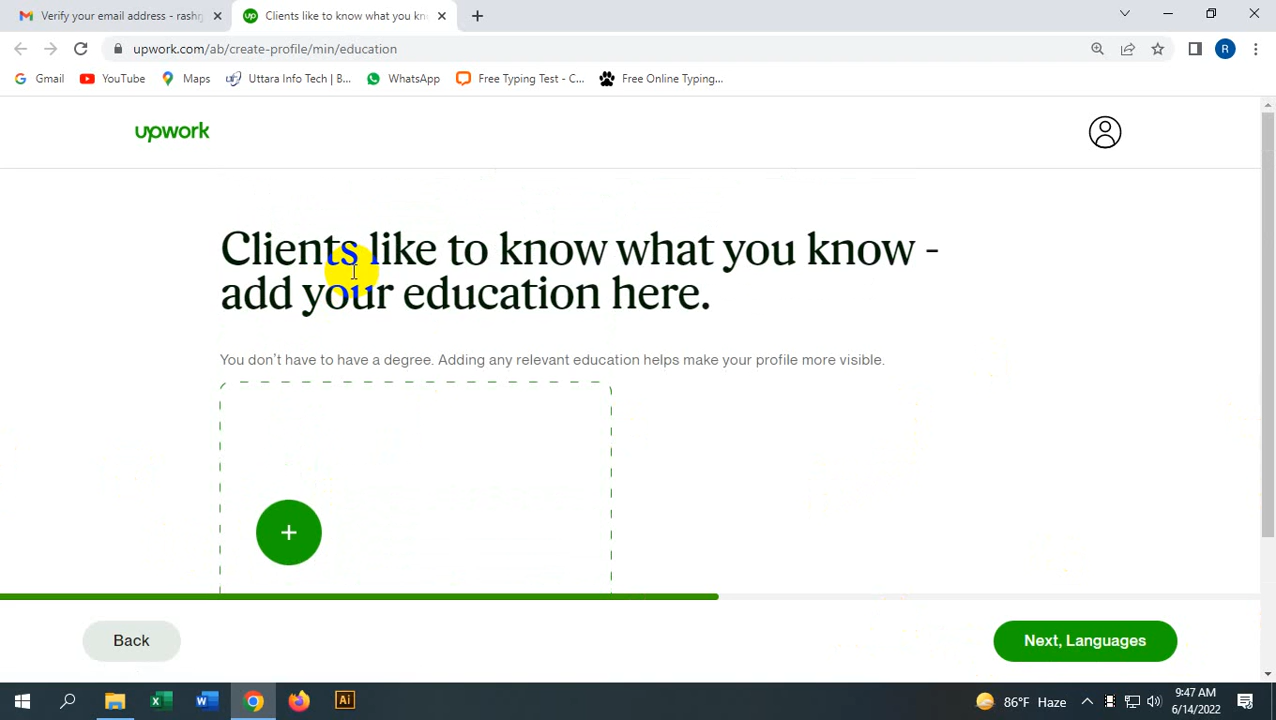 Verify your email address - rashr
Clients like to know what you kn
upwork.com/ab/create-profile/min/education
R
Gmail
YouTube
Maps
Uttara Info Tech | B...
WhatsApp
Free Typing Test - C...
Free Online Typing...
upwork
Clients like to know what you know -
add your education here.
You don't have to have a degree. Adding any relevant education helps make your profile more visible.
Back
Next, Languages
86°F Haze
9:47 AM
6/14/2022